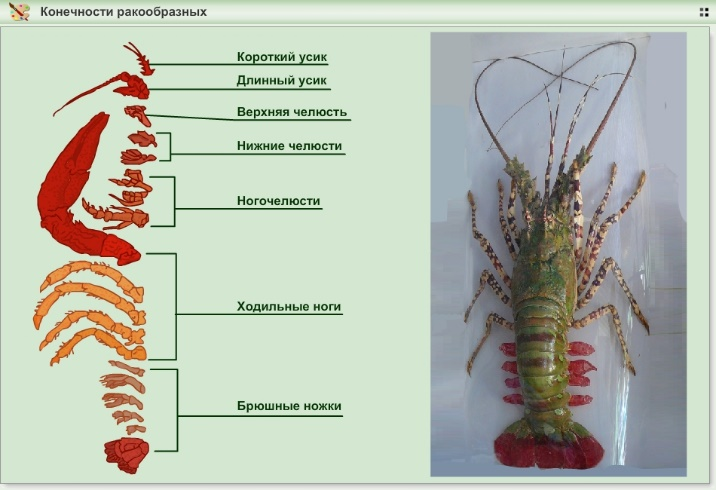 Конечности ракообразных
Короткий усик
Длинный усик
Верхняя челюсть
Нижние челюсти
Ногочелюсти
Ходильные ноги
Брюшные ножки